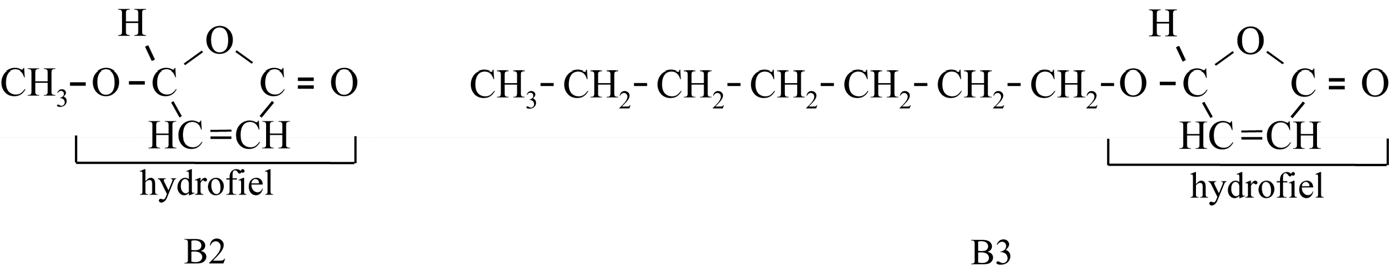 H O H O
CH₃-O-C C=O CH₃-CH₂-CH₂-CH₂-CH₂-CH₂-CH₂-O-C C=O
HC=CH HC=CH
hydrofiel hydrofiel
B2 B3